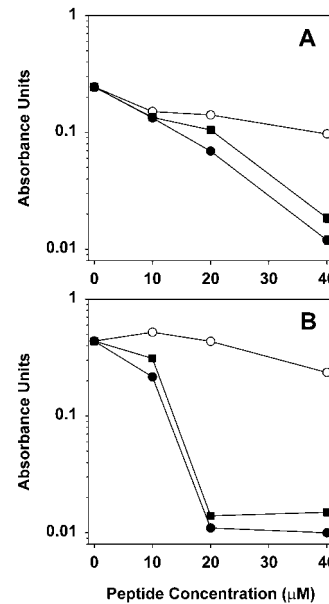 A
1
0.1
0.01
Absorbance Units
0 10 20 30 40
B
1
0.1
0.01
Absorbance Units
0 10 20 30 40
Peptide Concentration (μM)